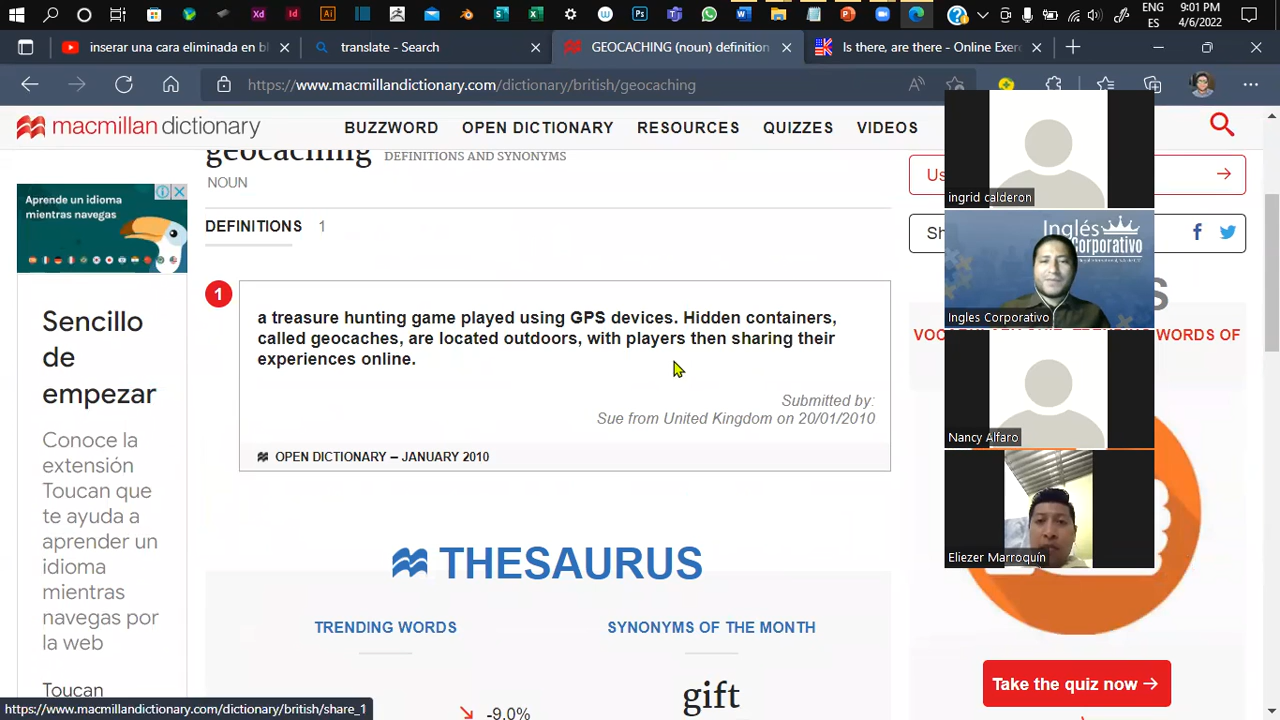 ENG
ES
9:01 PM
4/6/2022
inserar una cara eliminada en bl
translate - Search
GEOCACHING (noun) definition
Is there, are there - Online Exerc
https://www.macmillandictionary.com/dictionary/british/geocaching
macmillan dictionary
BUZZWORD
OPEN DICTIONARY
RESOURCES
QUIZZES
VIDEOS
geocaching
DEFINITIONS AND SYNONYMS
NOUN
DEFINITIONS 1
1
a treasure hunting game played using GPS devices. Hidden containers,
called geocaches, are located outdoors, with players then sharing their
experiences online.
Submitted by:
Sue from United Kingdom on 20/01/2010
OPEN DICTIONARY – JANUARY 2010
THESAURUS
TRENDING WORDS
-9.0%
SYNONYMS OF THE MONTH
gift
Aprende un idioma
mientras navegas
Sencillo
de
empezar
Conoce la
extensión
Toucan que
te ayuda a
aprender un
idioma
mientras
navegas por
la web
Toucan
https://www.macmillandictionary.com/dictionary/british/share_1
Us
Sh
S
VOC
WORDS OF
Take the quiz now
ingrid calderon
Inglés
Corporativo
Ingles Corporativo
Nancy Alfaro
Eliezer Marroquín